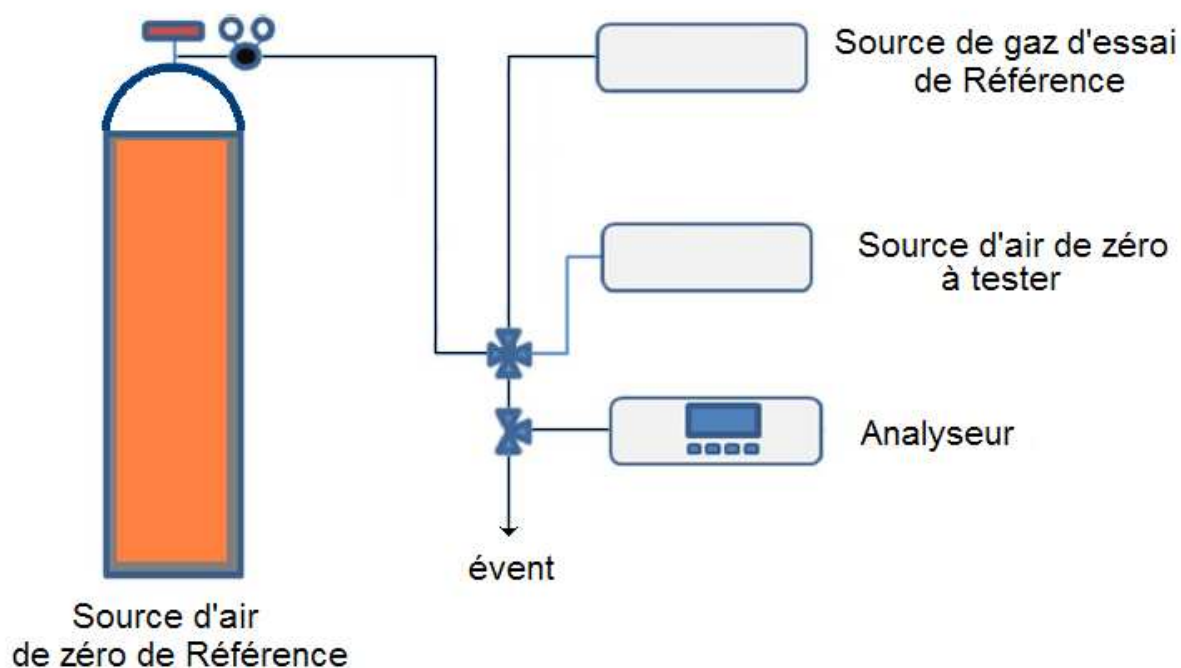 Source de gaz d'essai
de Référence
Source d'air de zéro
à tester
Analyseur
évent
Source d'air
de zéro de Référence